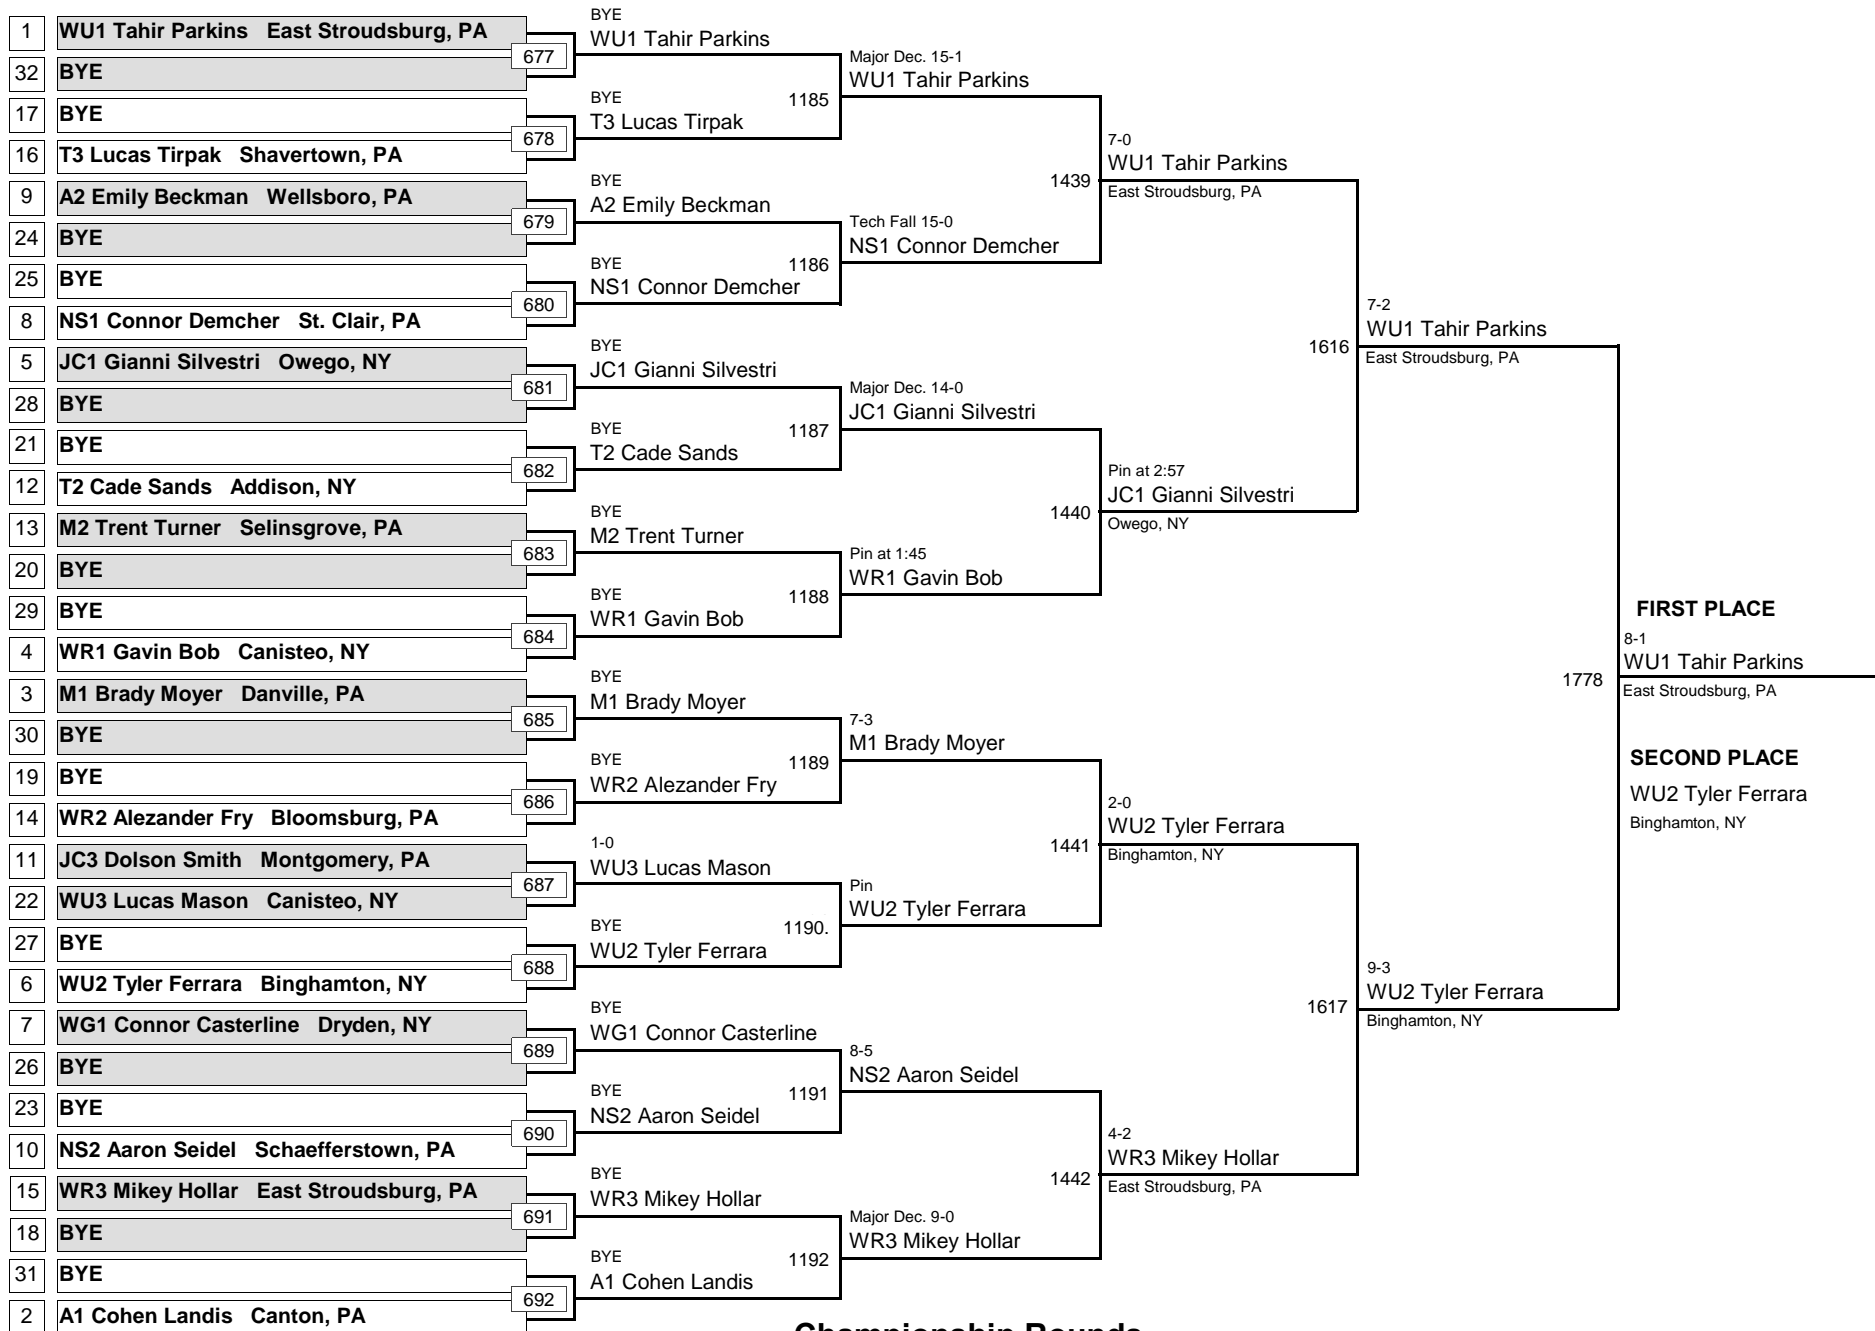 1 WU1 Tahir Parkins East Stroudsburg, PA
32 BYE
677
17 BYE
16 T3 Lucas Tirpak Shavertown, PA
678
9 A2 Emily Beckman Wellsboro, PA
24 BYE
679
25 BYE
8 NS1 Connor Demcher St. Clair, PA
680
5 JC1 Gianni Silvestri Owego, NY
28 BYE
681
21 BYE
12 T2 Cade Sands Addison, NY
682
13 M2 Trent Turner Selinsgrove, PA
20 BYE
683
29 BYE
4 WR1 Gavin Bob Canisteo, NY
684
3 M1 Brady Moyer Danville, PA
30 BYE
685
19 BYE
14 WR2 Alezander Fry Bloomsburg, PA
686
11 JC3 Dolson Smith Montgomery, PA
22 WU3 Lucas Mason Canisteo, NY
687
27 BYE
6 WU2 Tyler Ferrara Binghamton, NY
688
7 WG1 Connor Casterline Dryden, NY
26 BYE
689
23 BYE
10 NS2 Aaron Seidel Schaefferstown, PA
690
15 WR3 Mikey Hollar East Stroudsburg, PA
18 BYE
691
31 BYE
2 A1 Cohen Landis Canton, PA
692
BYE
WU1 Tahir Parkins
BYE
T3 Lucas Tirpak
1185
BYE
A2 Emily Beckman
BYE
NS1 Connor Demcher
1186
BYE
JC1 Gianni Silvestri
BYE
T2 Cade Sands
1187
BYE
M2 Trent Turner
BYE
WR1 Gavin Bob
1188
BYE
M1 Brady Moyer
BYE
WR2 Alezander Fry
1189
1-0
WU3 Lucas Mason
BYE
WU2 Tyler Ferrara
1190.
BYE
WG1 Connor Casterline
BYE
NS2 Aaron Seidel
1191
BYE
WR3 Mikey Hollar
BYE
A1 Cohen Landis
1192
Major Dec. 15-1
WU1 Tahir Parkins
Tech Fall 15-0
NS1 Connor Demcher
1439
Major Dec. 14-0
JC1 Gianni Silvestri
Pin at 1:45
WR1 Gavin Bob
1440
7-3
M1 Brady Moyer
Pin
WU2 Tyler Ferrara
1441
8-5
NS2 Aaron Seidel
Major Dec. 9-0
WR3 Mikey Hollar
1442
7-0
WU1 Tahir Parkins
East Stroudsburg, PA
Pin at 2:57
JC1 Gianni Silvestri
Owego, NY
1616
2-0
WU2 Tyler Ferrara
Binghamton, NY
4-2
WR3 Mikey Hollar
East Stroudsburg, PA
1617
7-2
WU1 Tahir Parkins
East Stroudsburg, PA
9-3
WU2 Tyler Ferrara
Binghamton, NY
1778
FIRST PLACE
8-1
WU1 Tahir Parkins
East Stroudsburg, PA
SECOND PLACE
WU2 Tyler Ferrara
Binghamton, NY
Championship Rounds